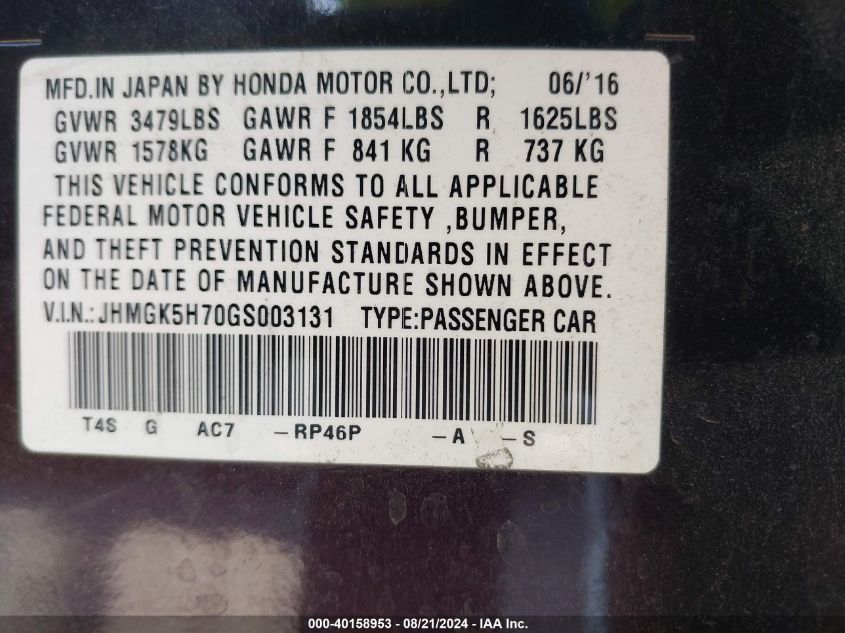 MFD.IN JAPAN BY HONDA MOTOR CO.,LTD; 06/'16
GVWR 3479LBS GAWR F 1854LBS R 1625LBS
GVWR 1578KG GAWR F 841 KG R 737 KG
THIS VEHICLE CONFORMS TO ALL APPLICABLE
FEDERAL MOTOR VEHICLE SAFETY ,BUMPER,
AND THEFT PREVENTION STANDARDS IN EFFECT
ON THE DATE OF MANUFACTURE SHOWN ABOVE.
V.I.N.: JHMGK5H70GS003131 TYPE:PASSENGER CAR
T4S G AC7 -RP46P -A -S
000-40158953 - 08/21/2024 - IAA Inc.